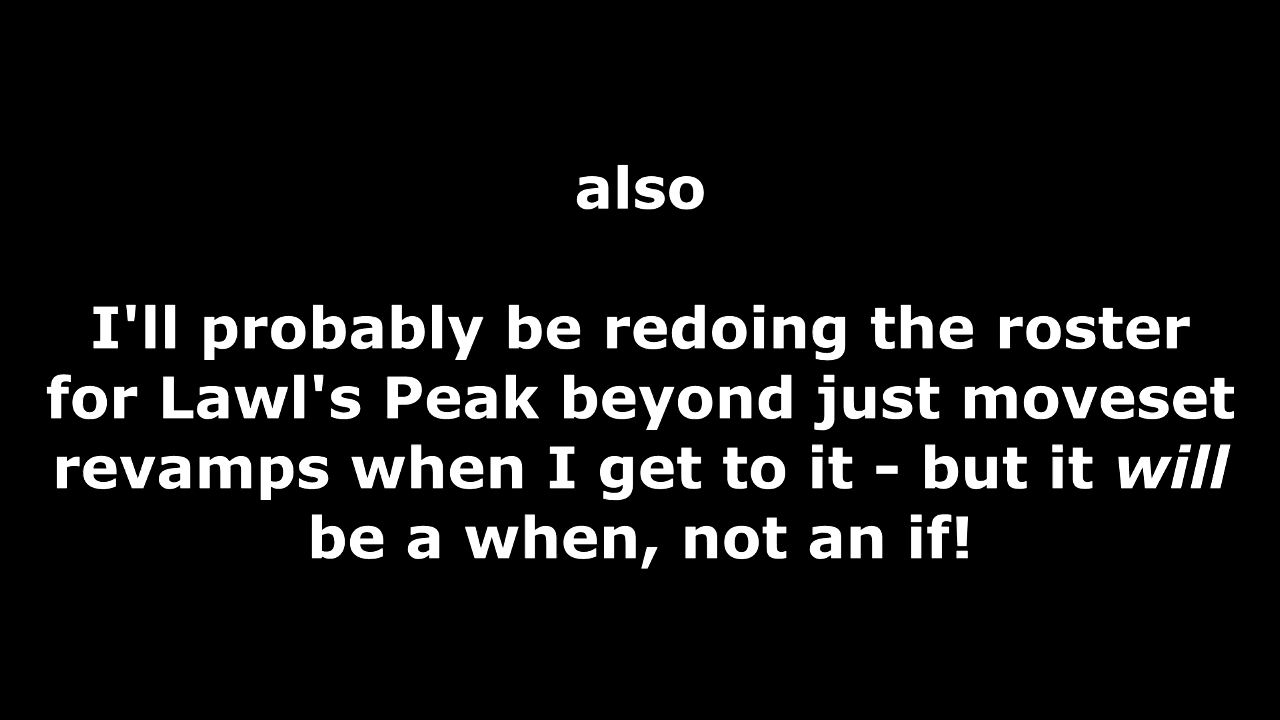 also
I'll probably be redoing the roster
for Lawl's Peak beyond just moveset
revamps when I get to it - but it will
be a when, not an if!